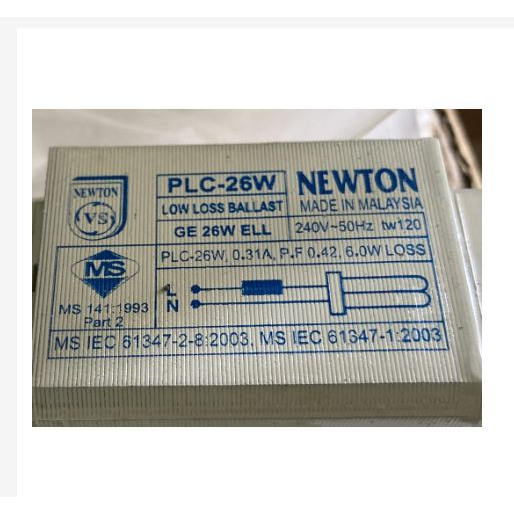 NEWTON
VS
PLC-26W
NEWTON
LOW LOSS BALLAST
MADE IN MALAYSIA
GE 26W ELL
240V~50Hz tw120
PLC-26W, 0.31A, P.F 0.42, 6.0W LOSS
MS
MS 141:1993
Part 2
L
N
MS IEC 61347-2-8:2003, MS IEC 61347-1:2003